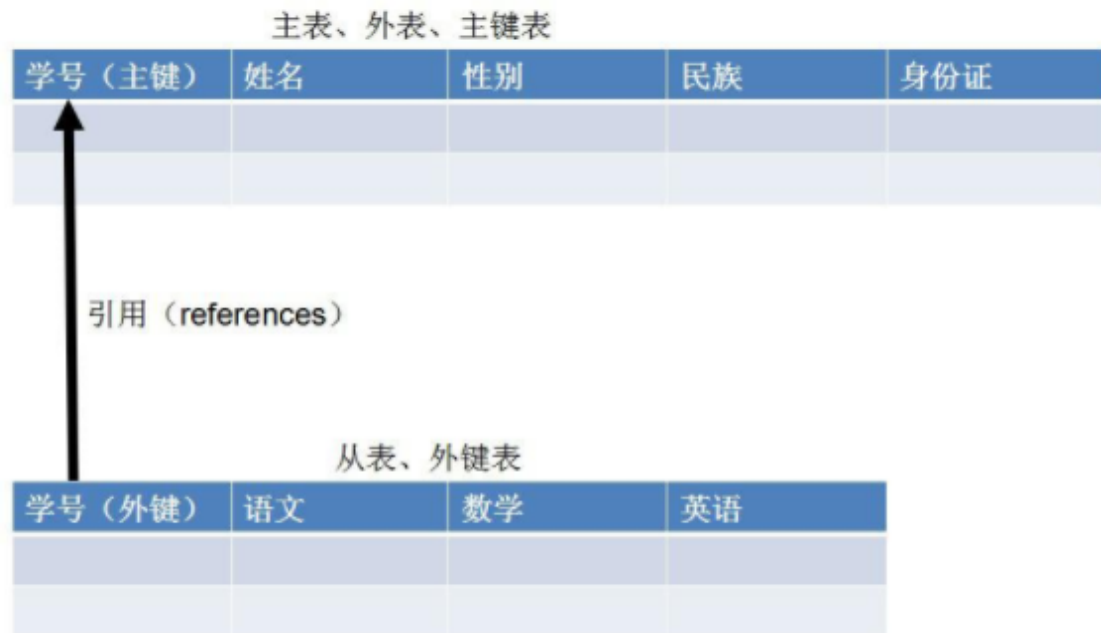 主表、外表、主键表
学号（主键） 姓名 性别 民族 身份证
引用（references）
从表、外键表
学号（外键） 语文 数学 英语